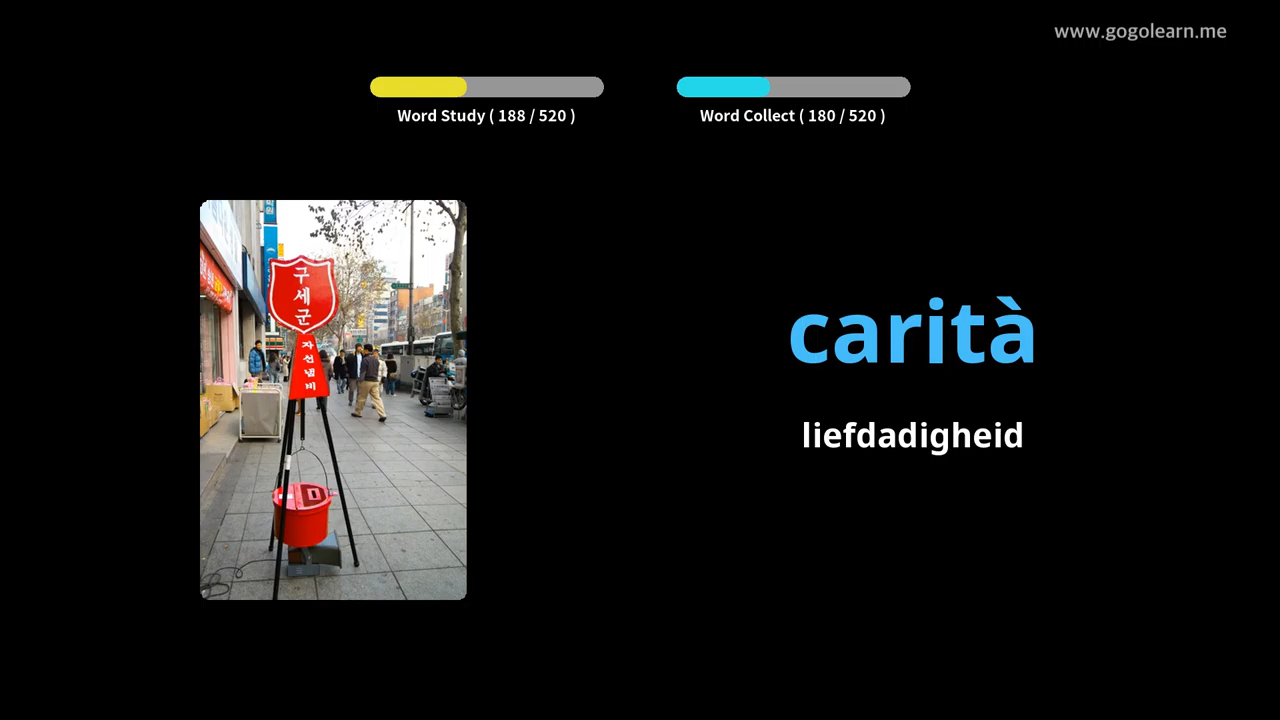 www.gogolearn.me
Word Study ( 188 / 520 )
Word Collect ( 180 / 520 )
구세군
자선냄비
carità
liefdadigheid